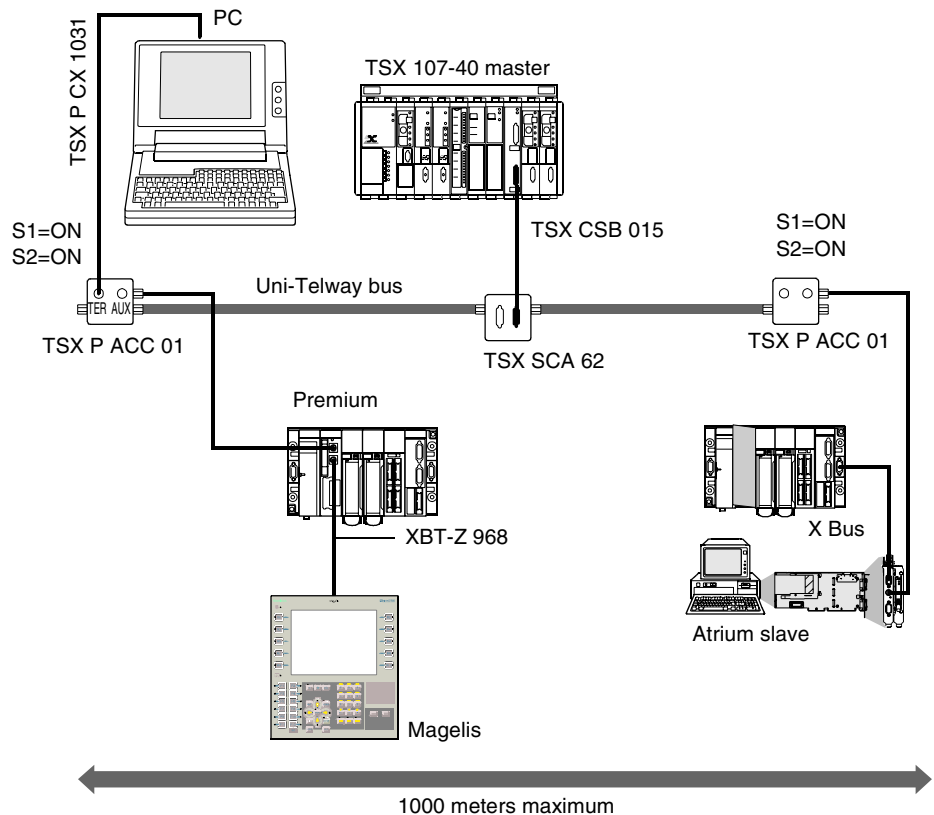 PC
TSX P CX 1031
TSX 107-40 master
S1=ON
S2=ON
TSX CSB 015
S1=ON
S2=ON
Uni-Telway bus
TER AUX
TSX P ACC 01
TSX SCA 62
TSX P ACC 01
Premium
XBT-Z 968
X Bus
Atrium slave
Magelis
1000 meters maximum